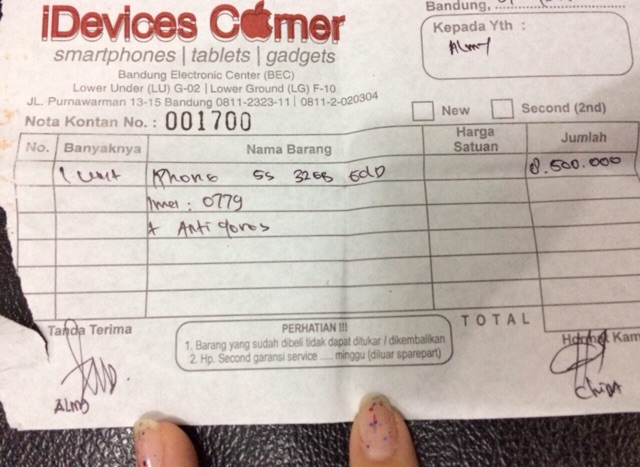 iDevices Corner
smartphones | tablets | gadgets
Bandung Electronic Center (BEC)
Lower Under (LU) G-02 | Lower Ground (LG) F-10
JL. Purnawarman 13-15 Bandung 0811-2323-11 | 0811-2-020304
Nota Kontan No. : 001700
Bandung,
Kepada Yth :
Almy
New Second (2nd)
No. Banyaknya Nama Barang Harga Satuan Jumlah
1 unit iPhone 5s 32GB Gold 8.500.000
Imei : 0779
+ Anti gores
TOTAL
Tanda Terima
PERHATIAN !!!
1. Barang yang sudah dibeli tidak dapat ditukar / dikembalikan
2. Hp. Second garansi service ..... minggu (diluar sparepart)
Hormat Kam